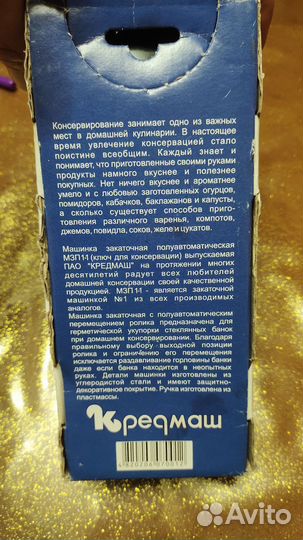 Консервирование занимает одно из важных
мест в домашней кулинарии. В настоящее
время увлечение консервацией стало
поистине всеобщим. Каждый знает и
понимает, что приготовленные своими руками
продукты намного вкуснее и полезнее
покупных. Нет ничего вкуснее и ароматнее
умело и с любовью заготовленных огурцов,
помидоров, кабачков, баклажанов и капусты,
а сколько существует способов приго-
товления различного варенья, компотов,
джемов, повидла, соков, желе и цукатов.
Машинка закаточная полуавтоматическая
МЗП1-1 (ключ для консервирования) выпускаемая
ПАО "КРЕДМАШ" на протяжении многих
десятилетий радует всех любителей
домашней консервации своей качественной
продукцией. МЗП1-1 - является закаточной
машинкой №1 из всех производимых
аналогов.
Машинка закаточная с полуавтоматическим
перемещением ролика предназначена для
герметической укупорки стеклянных банок
при домашнем консервировании. Благодаря
правильному выбору выходной позиции
ролика и ограничению его перемещения
исключается раздавливание горловины банки
даже если банка находится в неопытных
руках. Детали машинки изготовлены из
углеродистой стали и имеют защитно-
декоративное покрытие. Ручка изготовлена из
пластмассы.
Кредмаш
Avito